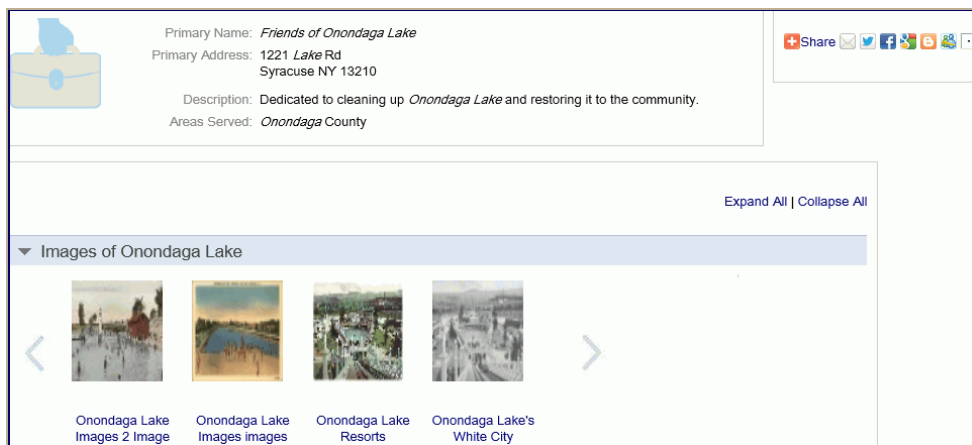 Primary Name: Friends of Onondaga Lake
Share
Primary Address: 1221 Lake Rd
Syracuse NY 13210
Description: Dedicated to cleaning up Onondaga Lake and restoring it to the community.
Areas Served: Onondaga County
Expand All | Collapse All
Images of Onondaga Lake
Onondaga Lake Images 2 Image
Onondaga Lake Images images
Onondaga Lake Resorts
Onondaga Lake's White City